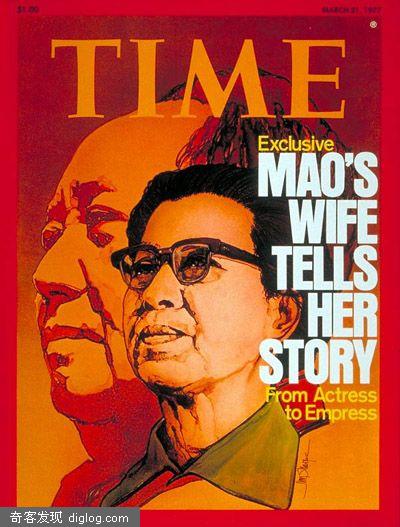 $1.00
MARCH 21, 1977
TIME
®
Exclusive
MAO'S
WIFE
TELLS
HER
STORY
From Actress
to Empress
奇客发现 diglog.com